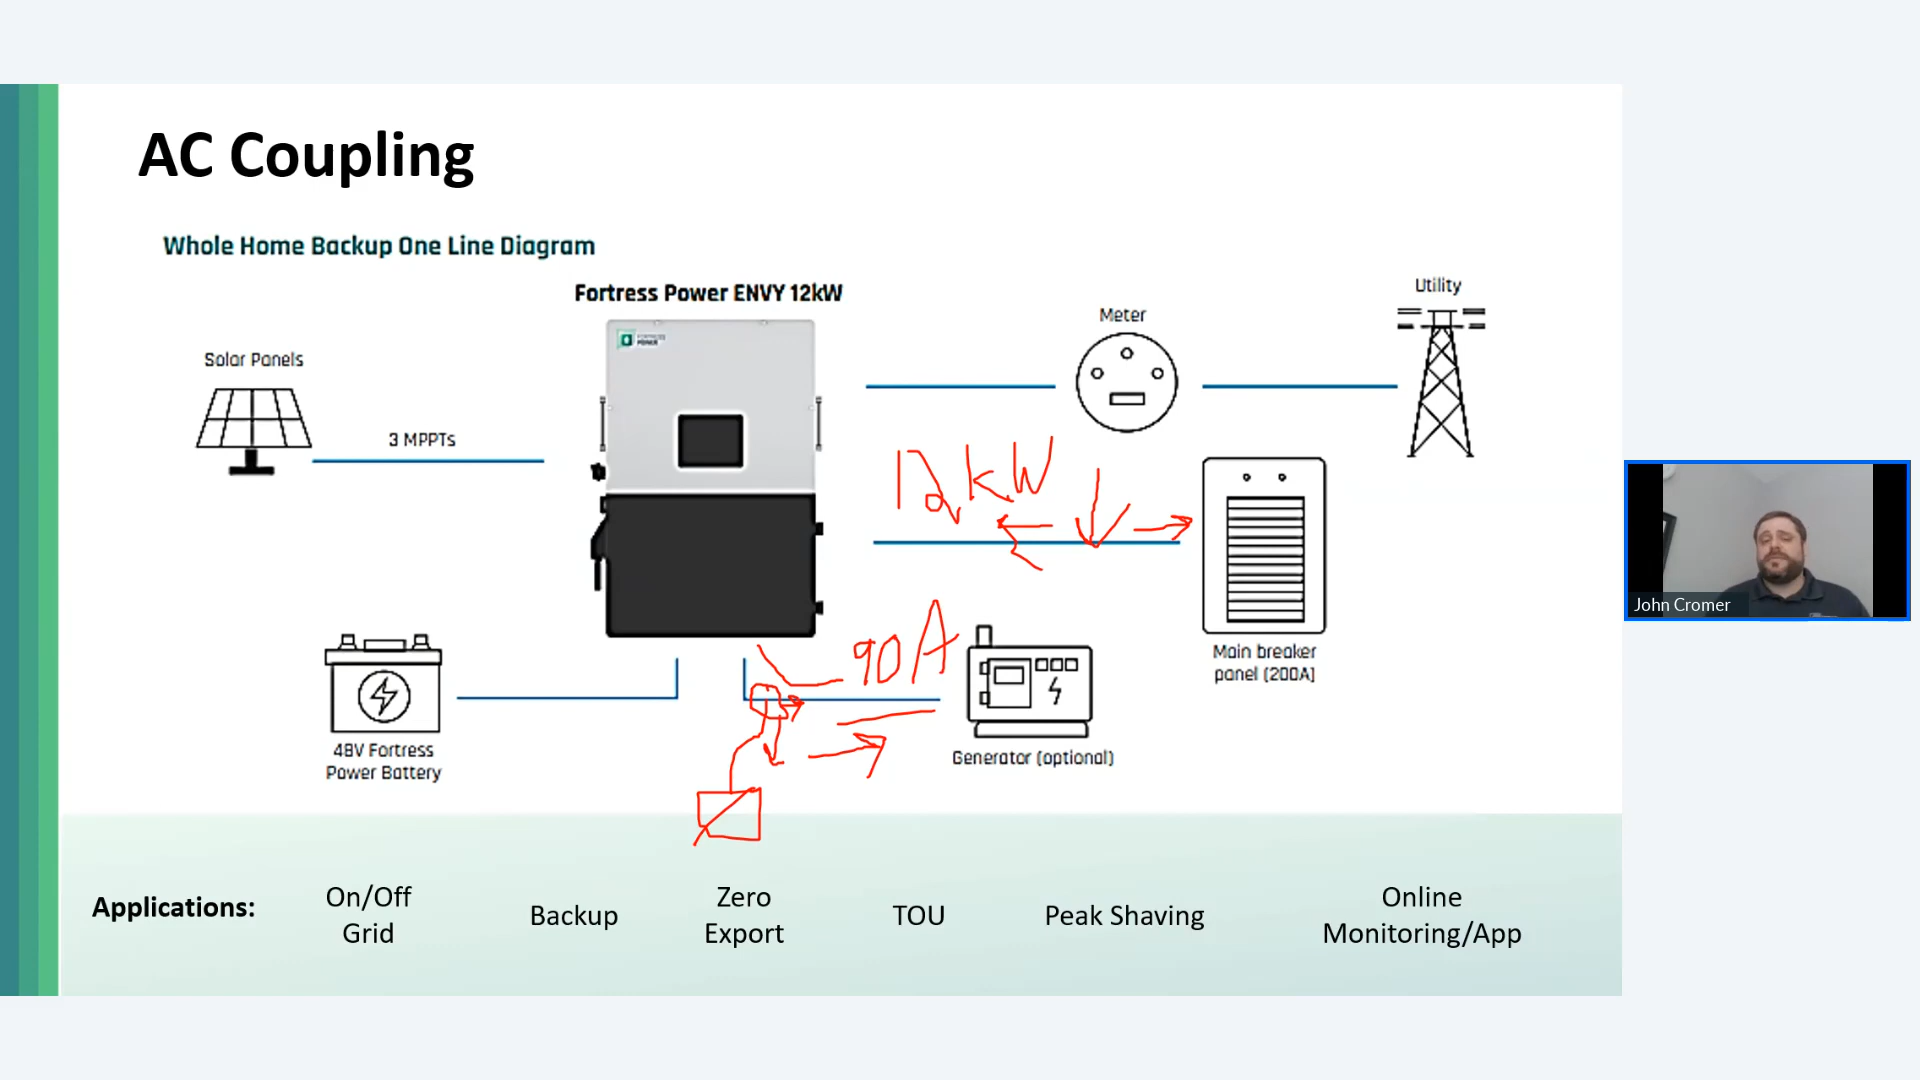 AC Coupling
Whole Home Backup One Line Diagram
Fortress Power ENVY 12kW
Utility
Meter
Solar Panels
3 MPPTs
FORTRESS
POWER
12kW
90A
Main breaker
panel (200A)
48V Fortress
Power Battery
Generator (optional)
Applications:
On/Off
Grid
Backup
Zero
Export
TOU
Peak Shaving
Online
Monitoring/App
John Cromer